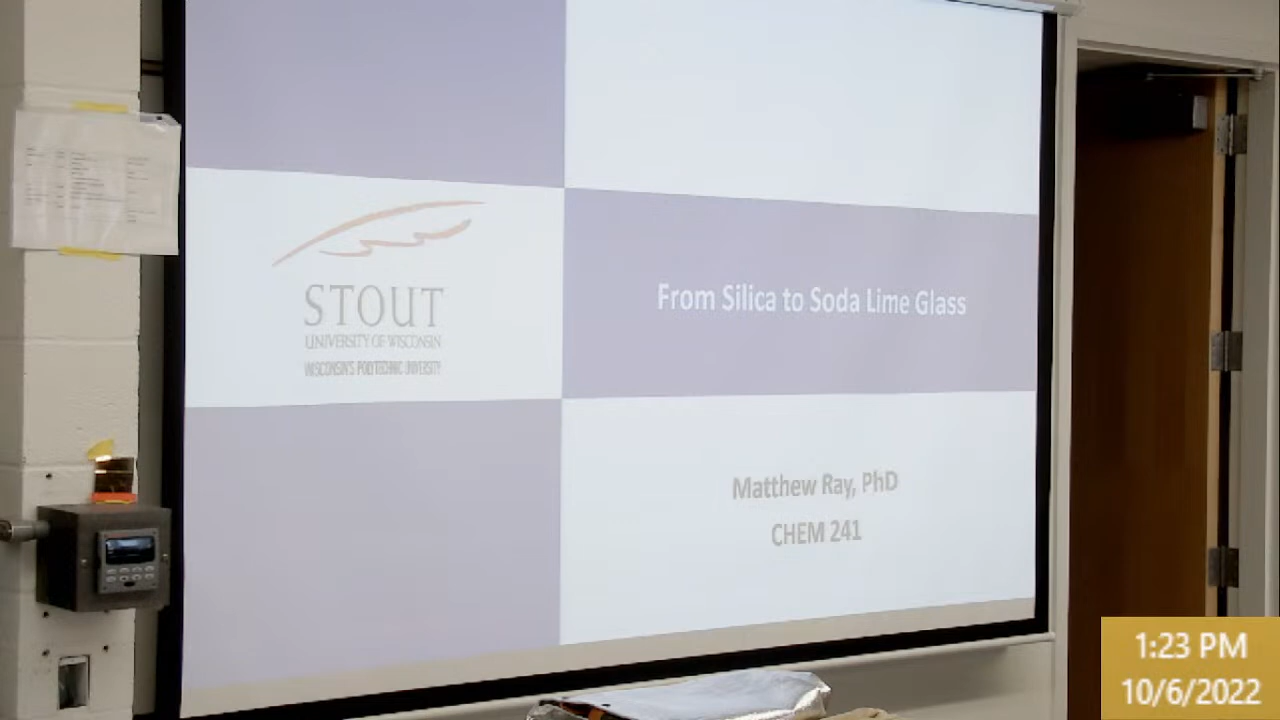 STOUT
UNIVERSITY OF WISCONSIN
WISCONSIN'S POLYTECHNIC UNIVERSITY
From Silica to Soda Lime Glass
Matthew Ray, PhD
CHEM 241
1:23 PM
10/6/2022